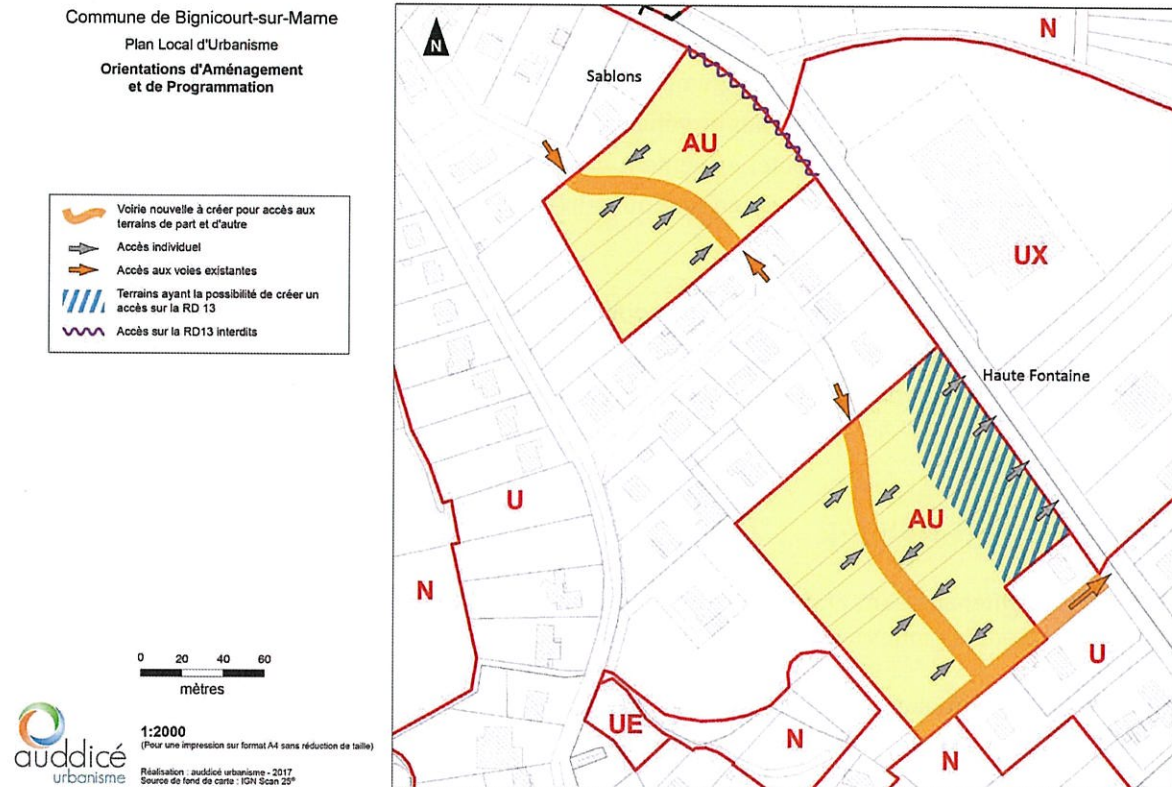 Commune de Bignicourt-sur-Marne
Plan Local d'Urbanisme
Orientations d'Aménagement
et de Programmation
Voirie nouvelle à créer pour accès aux
terrains de part et d'autre
Accès individuel
Accès aux voies existantes
Terrains ayant la possibilité de créer un
accès sur la RD 13
Accès sur la RD13 interdits
0 20 40 60
mètres
auddicé
urbanisme
1:2000
(Pour une impression sur format A4 sans réduction de taille)
Réalisation : auddicé urbanisme - 2017
Source de fond de carte : IGN Scan 25®
N
N
Sablons
AU
UX
Haute Fontaine
U
AU
N
U
UE
N
N